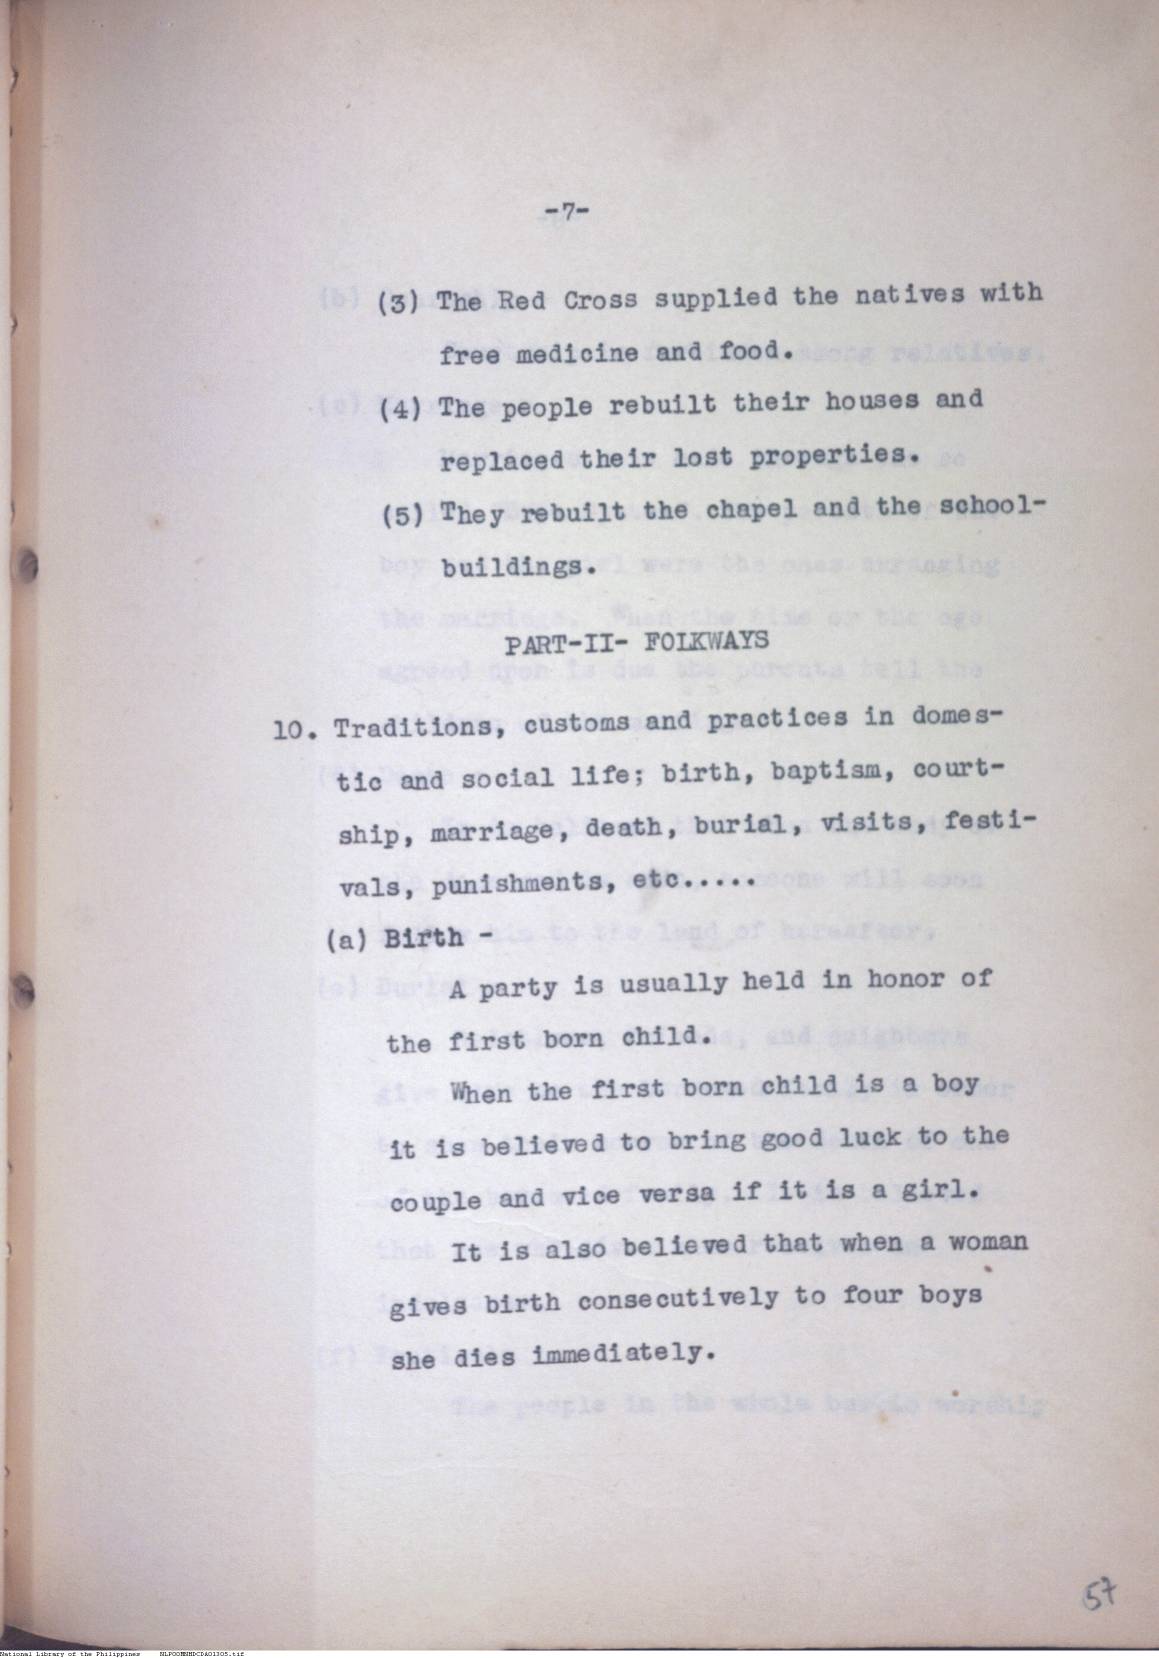 -7-
(3) The Red Cross supplied the natives with
free medicine and food.
(4) The people rebuilt their houses and
replaced their lost properties.
(5) They rebuilt the chapel and the school-
buildings.
PART-II- FOLKWAYS
10. Traditions, customs and practices in domes-
tic and social life; birth, baptism, court-
ship, marriage, death, burial, visits, festi-
vals, punishments, etc.....
(a) Birth -
A party is usually held in honor of
the first born child.
When the first born child is a boy
it is believed to bring good luck to the
couple and vice versa if it is a girl.
It is also believed that when a woman
gives birth consecutively to four boys
she dies immediately.
57
National Library of the Philippines NLPOOMNHDCDA01305.tif